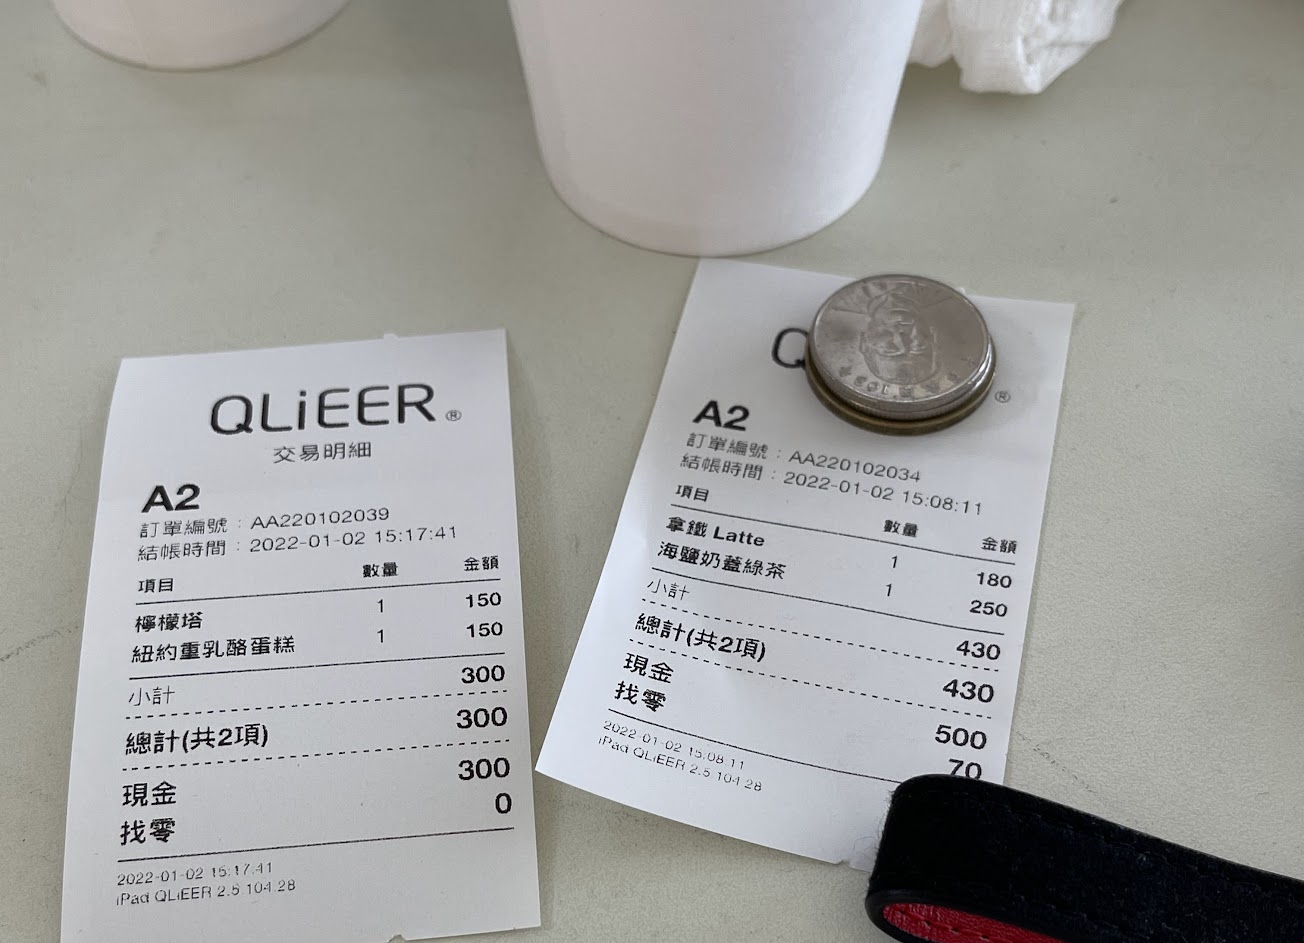 QLiEER®
交易明細
A2
訂單編號：AA220102039
結帳時間：2022-01-02 15:17:41
項目 數量 金額
檸檬塔 1 150
紐約重乳酪蛋糕 1 150
小計 300
總計(共2項) 300
現金 300
找零 0
2022-01-02 15:17:41
iPad QLiEER 2.5.104.28
Q ®
A2
訂單編號：AA220102034
結帳時間：2022-01-02 15:08:11
項目 數量 金額
拿鐵 Latte 1 180
海鹽奶蓋綠茶 1 250
小計 430
總計(共2項) 430
現金 500
找零 70
2022-01-02 15:08:11
iPad QLiEER 2.5.104.28